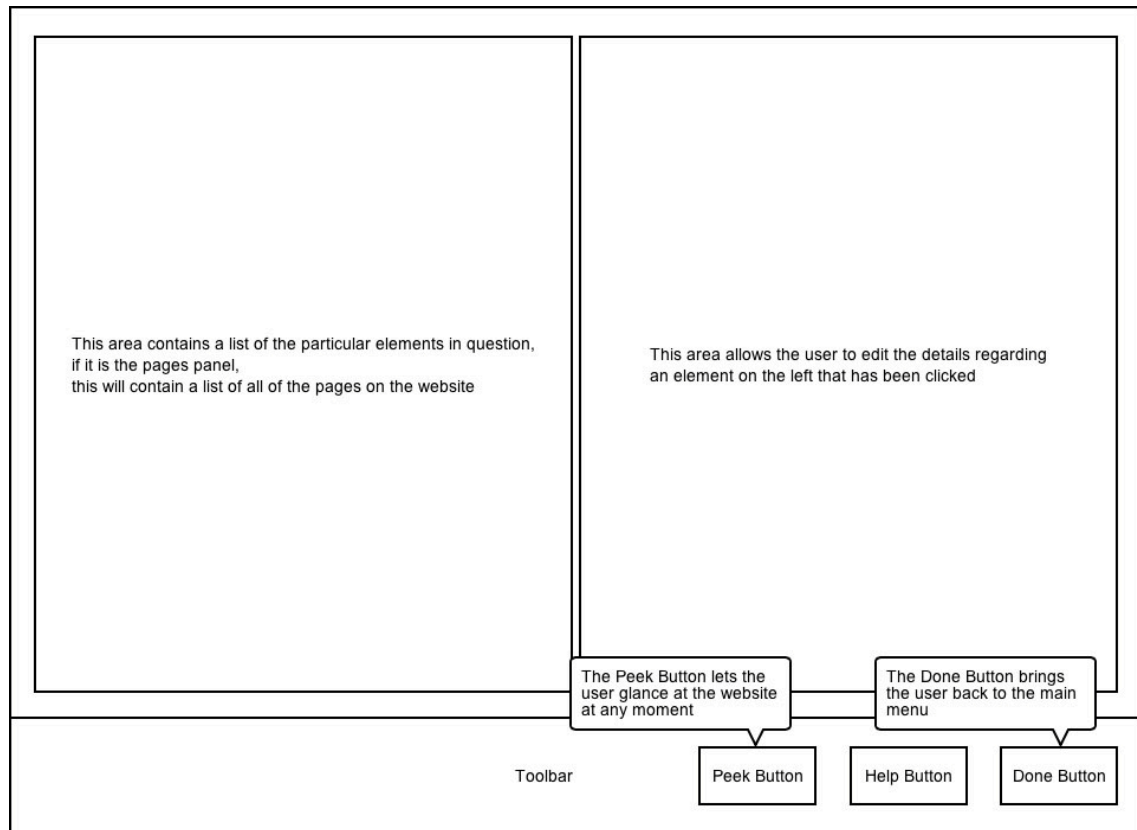 This area contains a list of the particular elements in question,
if it is the pages panel,
this will contain a list of all of the pages on the website
This area allows the user to edit the details regarding
an element on the left that has been clicked
The Peek Button lets the
user glance at the website
at any moment
The Done Button brings
the user back to the main
menu
Toolbar
Peek Button
Help Button
Done Button